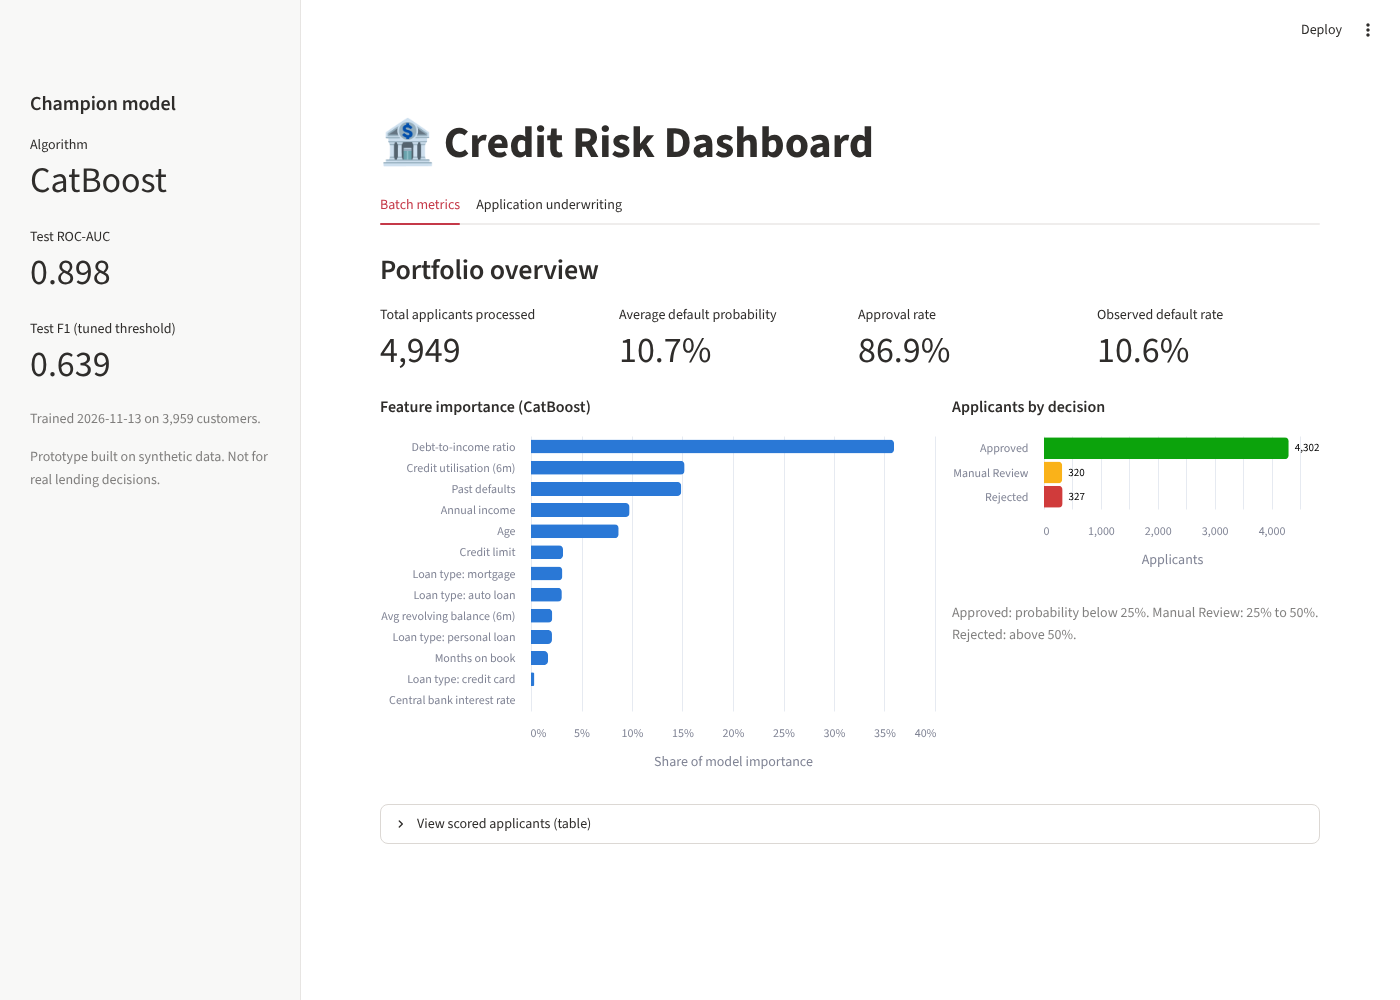 Deploy
Champion model
Algorithm
CatBoost
Test ROC-AUC
0.898
Test F1 (tuned threshold)
0.639
Trained 2026-11-13 on 3,959 customers.
Prototype built on synthetic data. Not for
real lending decisions.
Credit Risk Dashboard
Batch metrics Application underwriting
Portfolio overview
Total applicants processed
4,949
Average default probability
10.7%
Approval rate
86.9%
Observed default rate
10.6%
Feature importance (CatBoost)
Debt-to-income ratio
Credit utilisation (6m)
Past defaults
Annual income
Age
Credit limit
Loan type: mortgage
Loan type: auto loan
Avg revolving balance (6m)
Loan type: personal loan
Months on book
Loan type: credit card
Central bank interest rate
0% 5% 10% 15% 20% 25% 30% 35% 40%
Share of model importance
Applicants by decision
Approved 4,302
Manual Review 320
Rejected 327
0 1,000 2,000 3,000 4,000
Applicants
Approved: probability below 25%. Manual Review: 25% to 50%.
Rejected: above 50%.
View scored applicants (table)